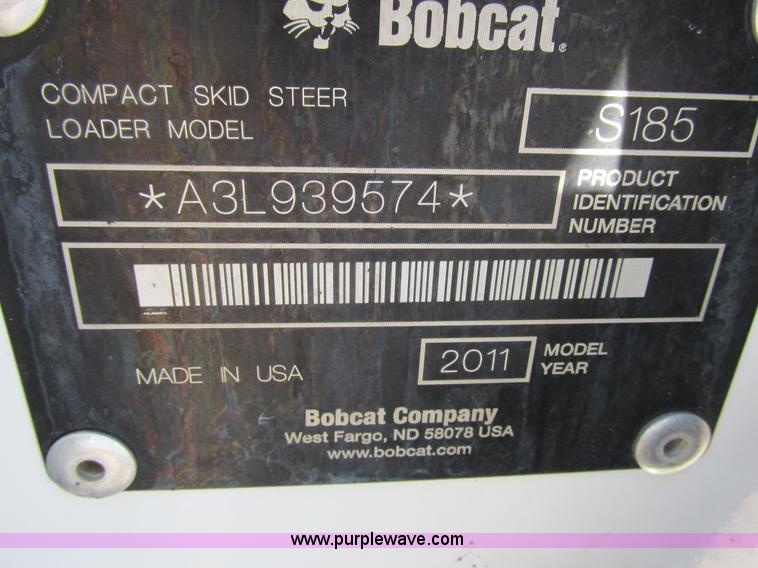 Bobcat®
COMPACT SKID STEER
LOADER MODEL
S185
*A3L939574*
PRODUCT
IDENTIFICATION
NUMBER
MADE IN USA
2011
MODEL
YEAR
Bobcat Company
West Fargo, ND 58078 USA
www.bobcat.com
www.purplewave.com